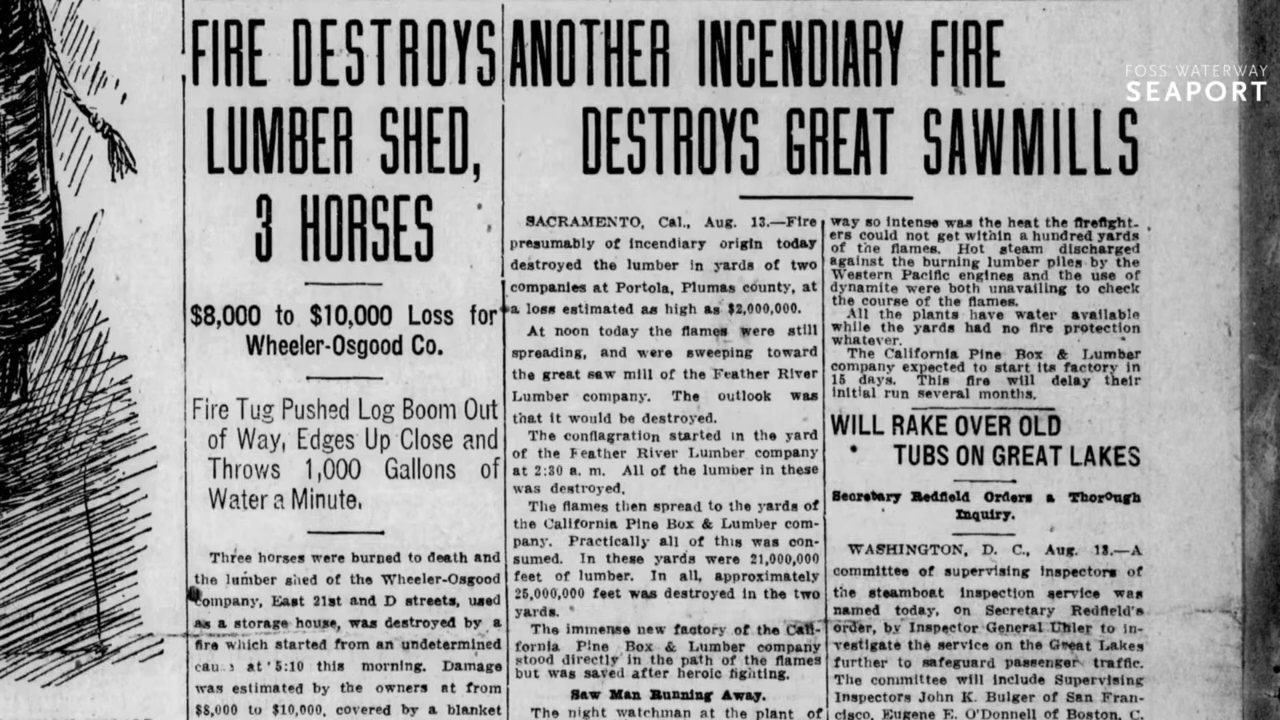 FIRE DESTROYS
LUMBER SHED,
3 HORSES
$8,000 to $10,000 Loss for
Wheeler-Osgood Co.
Fire Tug Pushed Log Boom Out
of Way, Edges Up Close and
Throws 1,000 Gallons of
Water a Minute.
Three horses were burned to death and
the lumber shed of the Wheeler-Osgood
company, East 21st and D streets, used
as a storage house, was destroyed by a
fire which started from an undetermined
at 5:10 this morning. Damage
was estimated by the owners at from
$8,000 to $10,000, covered by a blanket
ANOTHER INCENDIARY FIRE
DESTROYS GREAT SAWMILLS
SACRAMENTO, Cal., Aug. 13.—Fire
presumably of incendiary origin today
destroyed the lumber in yards of two
companies at Portola, Plumas county, at
a loss estimated as high as $2,000,000.
At noon today the flames were still
spreading, and were sweeping toward
the great saw mill of the Feather River
Lumber company. The outlook was
that it would be destroyed.
The conflagration started in the yard
of the Feather River Lumber company
at 2:30 a. m. All of the lumber in these
was destroyed.
The flames then spread to the yards of
the California Pine Box & Lumber com-
pany. Practically all of this was con-
sumed. In these yards were 21,000,000
feet of lumber. In all, approximately
25,000,000 feet was destroyed in the two
yards.
The immense new factory of the Cali-
fornia Pine Box & Lumber company
stood directly in the path of the flames
but was saved after heroic fighting.
Saw Man Running Away.
The night watchman at the plant of
way so intense was the heat the firefight-
ers could not get within a hundred yards
of the flames. Hot steam discharged
against the burning lumber piles by the
Western Pacific engines and the use of
dynamite were both unavailing to check
the course of the flames.
All the plants have water available
while the yards had no fire protection
whatever.
The California Pine Box & Lumber
company expected to start its factory in
15 days. This fire will delay their
initial run several months.
WILL RAKE OVER OLD
TUBS ON GREAT LAKES
Secretary Redfield Orders a Thorough
Inquiry.
WASHINGTON, D. C., Aug. 13.—A
committee of supervising inspectors of
the steamboat inspection service was
named today, on Secretary Redfield's
order, by Inspector General Uhler to in-
vestigate the service on the Great Lakes
further to safeguard passenger traffic.
The committee will include Supervising
Inspectors John K. Bulger of San Fran-
cisco, Eugene E. O'Donnell of Boston, C.
FOSS WATERWAY
SEAPORT